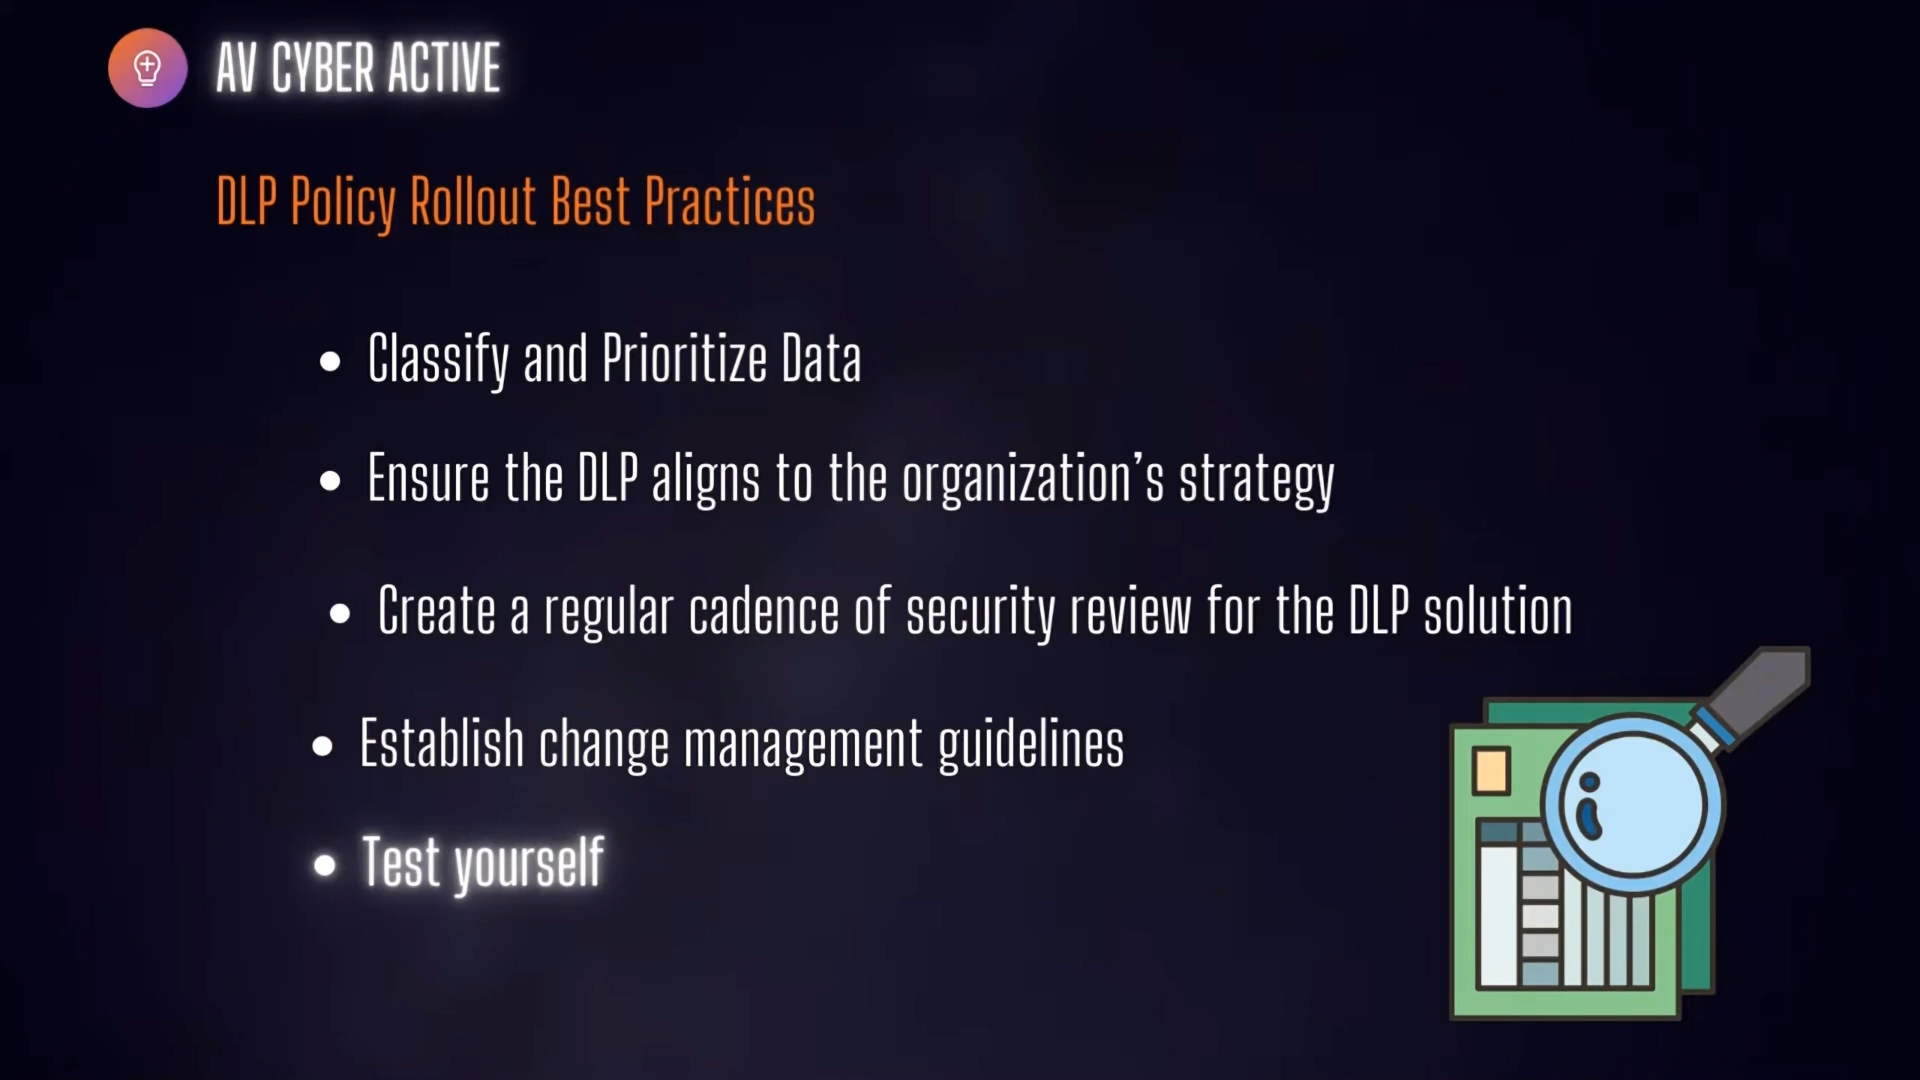 AV CYBER ACTIVE
DLP Policy Rollout Best Practices
• Classify and Prioritize Data
• Ensure the DLP aligns to the organization’s strategy
• Create a regular cadence of security review for the DLP solution
• Establish change management guidelines
• Test yourself